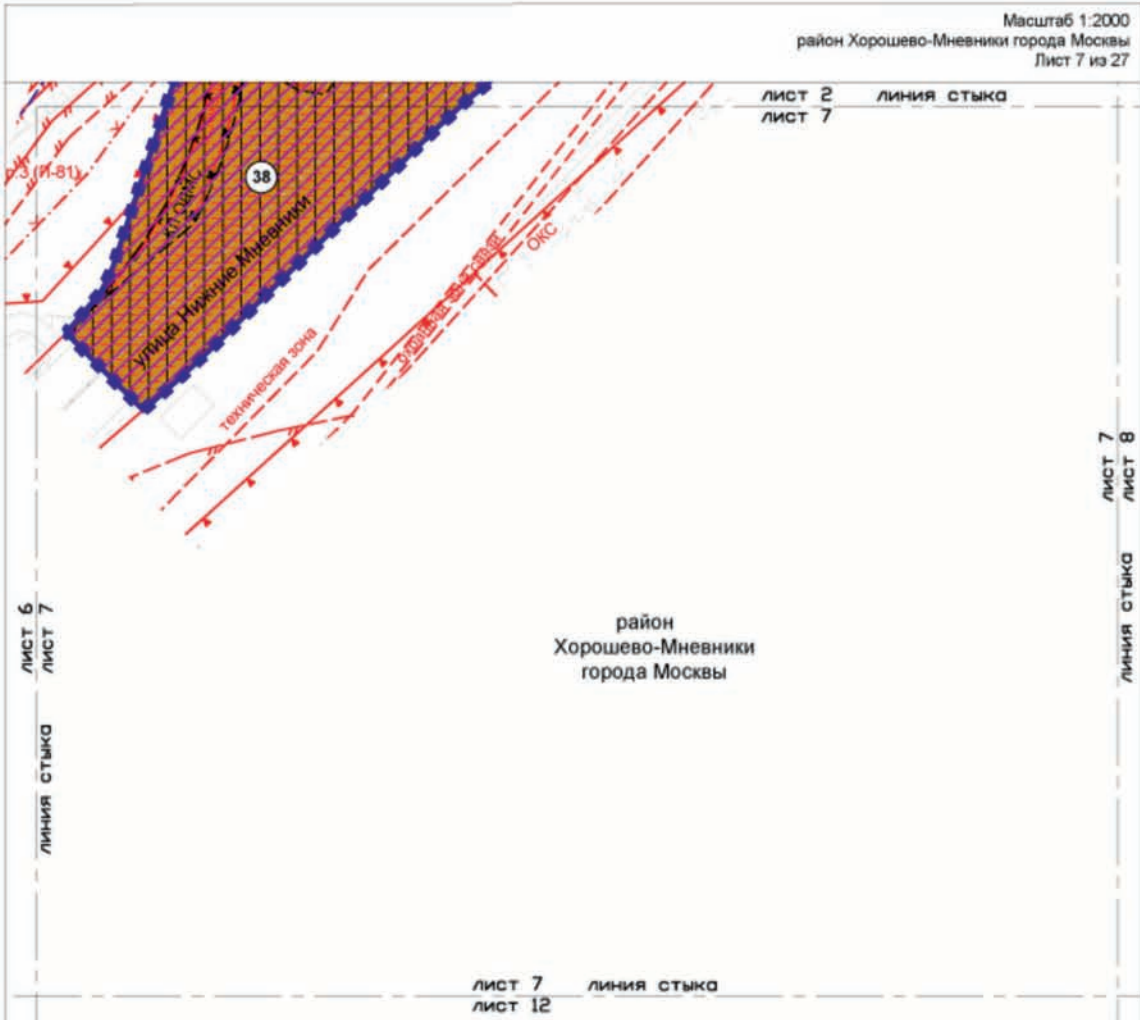 Масштаб 1:2000
район Хорошево-Мневники города Москвы
Лист 7 из 27
лист 2 линия стыка
лист 7
(П-81)
38
улица Нижние Мневники
ОКС
техническая зона
лист 7
лист 8
линия стыка
лист 6
лист 7
линия стыка
район
Хорошево-Мневники
города Москвы
лист 7 линия стыка
лист 12